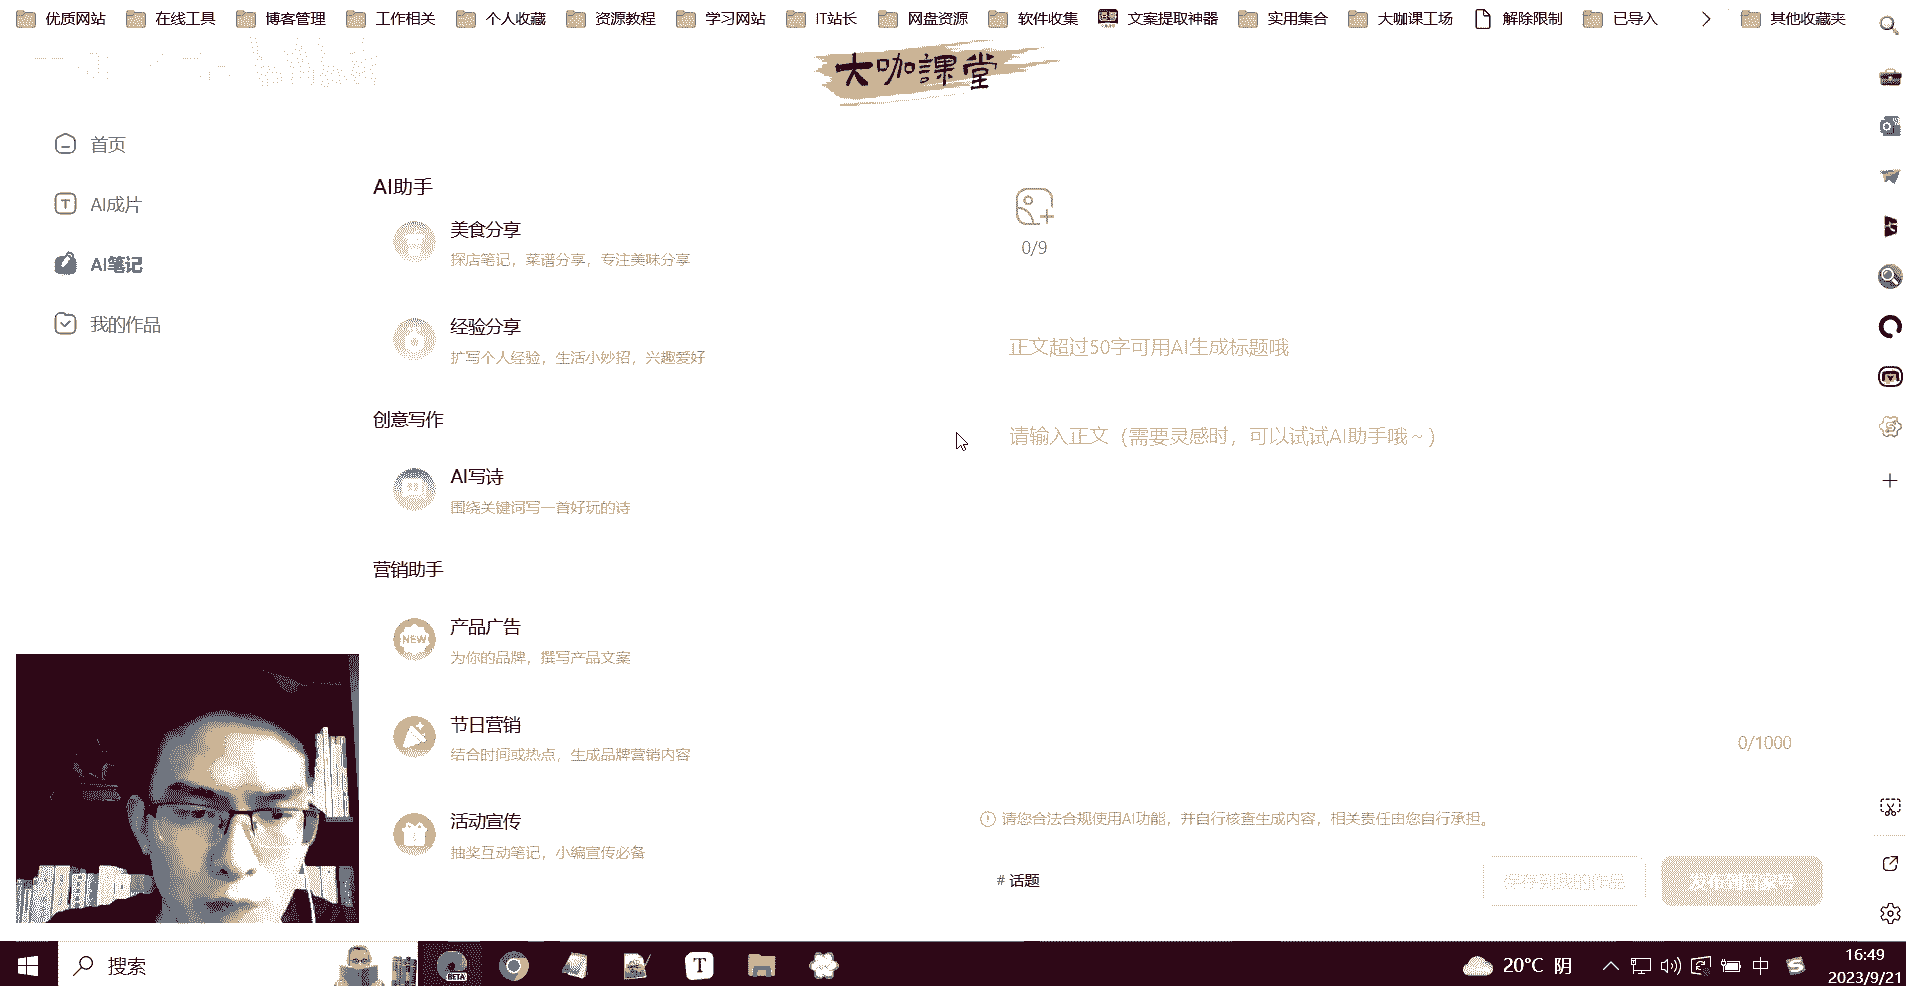 优质网站 在线工具 博客管理 工作相关 个人收藏 资源教程 学习网站 IT站长 网盘资源 软件收集 文案提取神器 实用集合 大咖课工场 解除限制 已导入 其他收藏夹
大咖課堂
首页
AI成片
AI笔记
我的作品
AI助手
美食分享
探店笔记，菜谱分享，专注美味分享
经验分享
扩写个人经验，生活小妙招，兴趣爱好
创意写作
AI写诗
围绕关键词写一首好玩的诗
营销助手
NEW
产品广告
为你的品牌，撰写产品文案
节日营销
结合时间或热点，生成品牌营销内容
活动宣传
抽奖互动笔记，小编宣传必备
0/9
正文超过50字可用AI生成标题哦
请输入正文（需要灵感时，可以试试AI助手哦～）
0/1000
请您合法合规使用AI功能，并自行核查生成内容，相关责任由您自行承担。
# 话题
保存到我的作品 发布到百家号
搜索
BETA
T
20°C 阴
中
16:49
2023/9/21